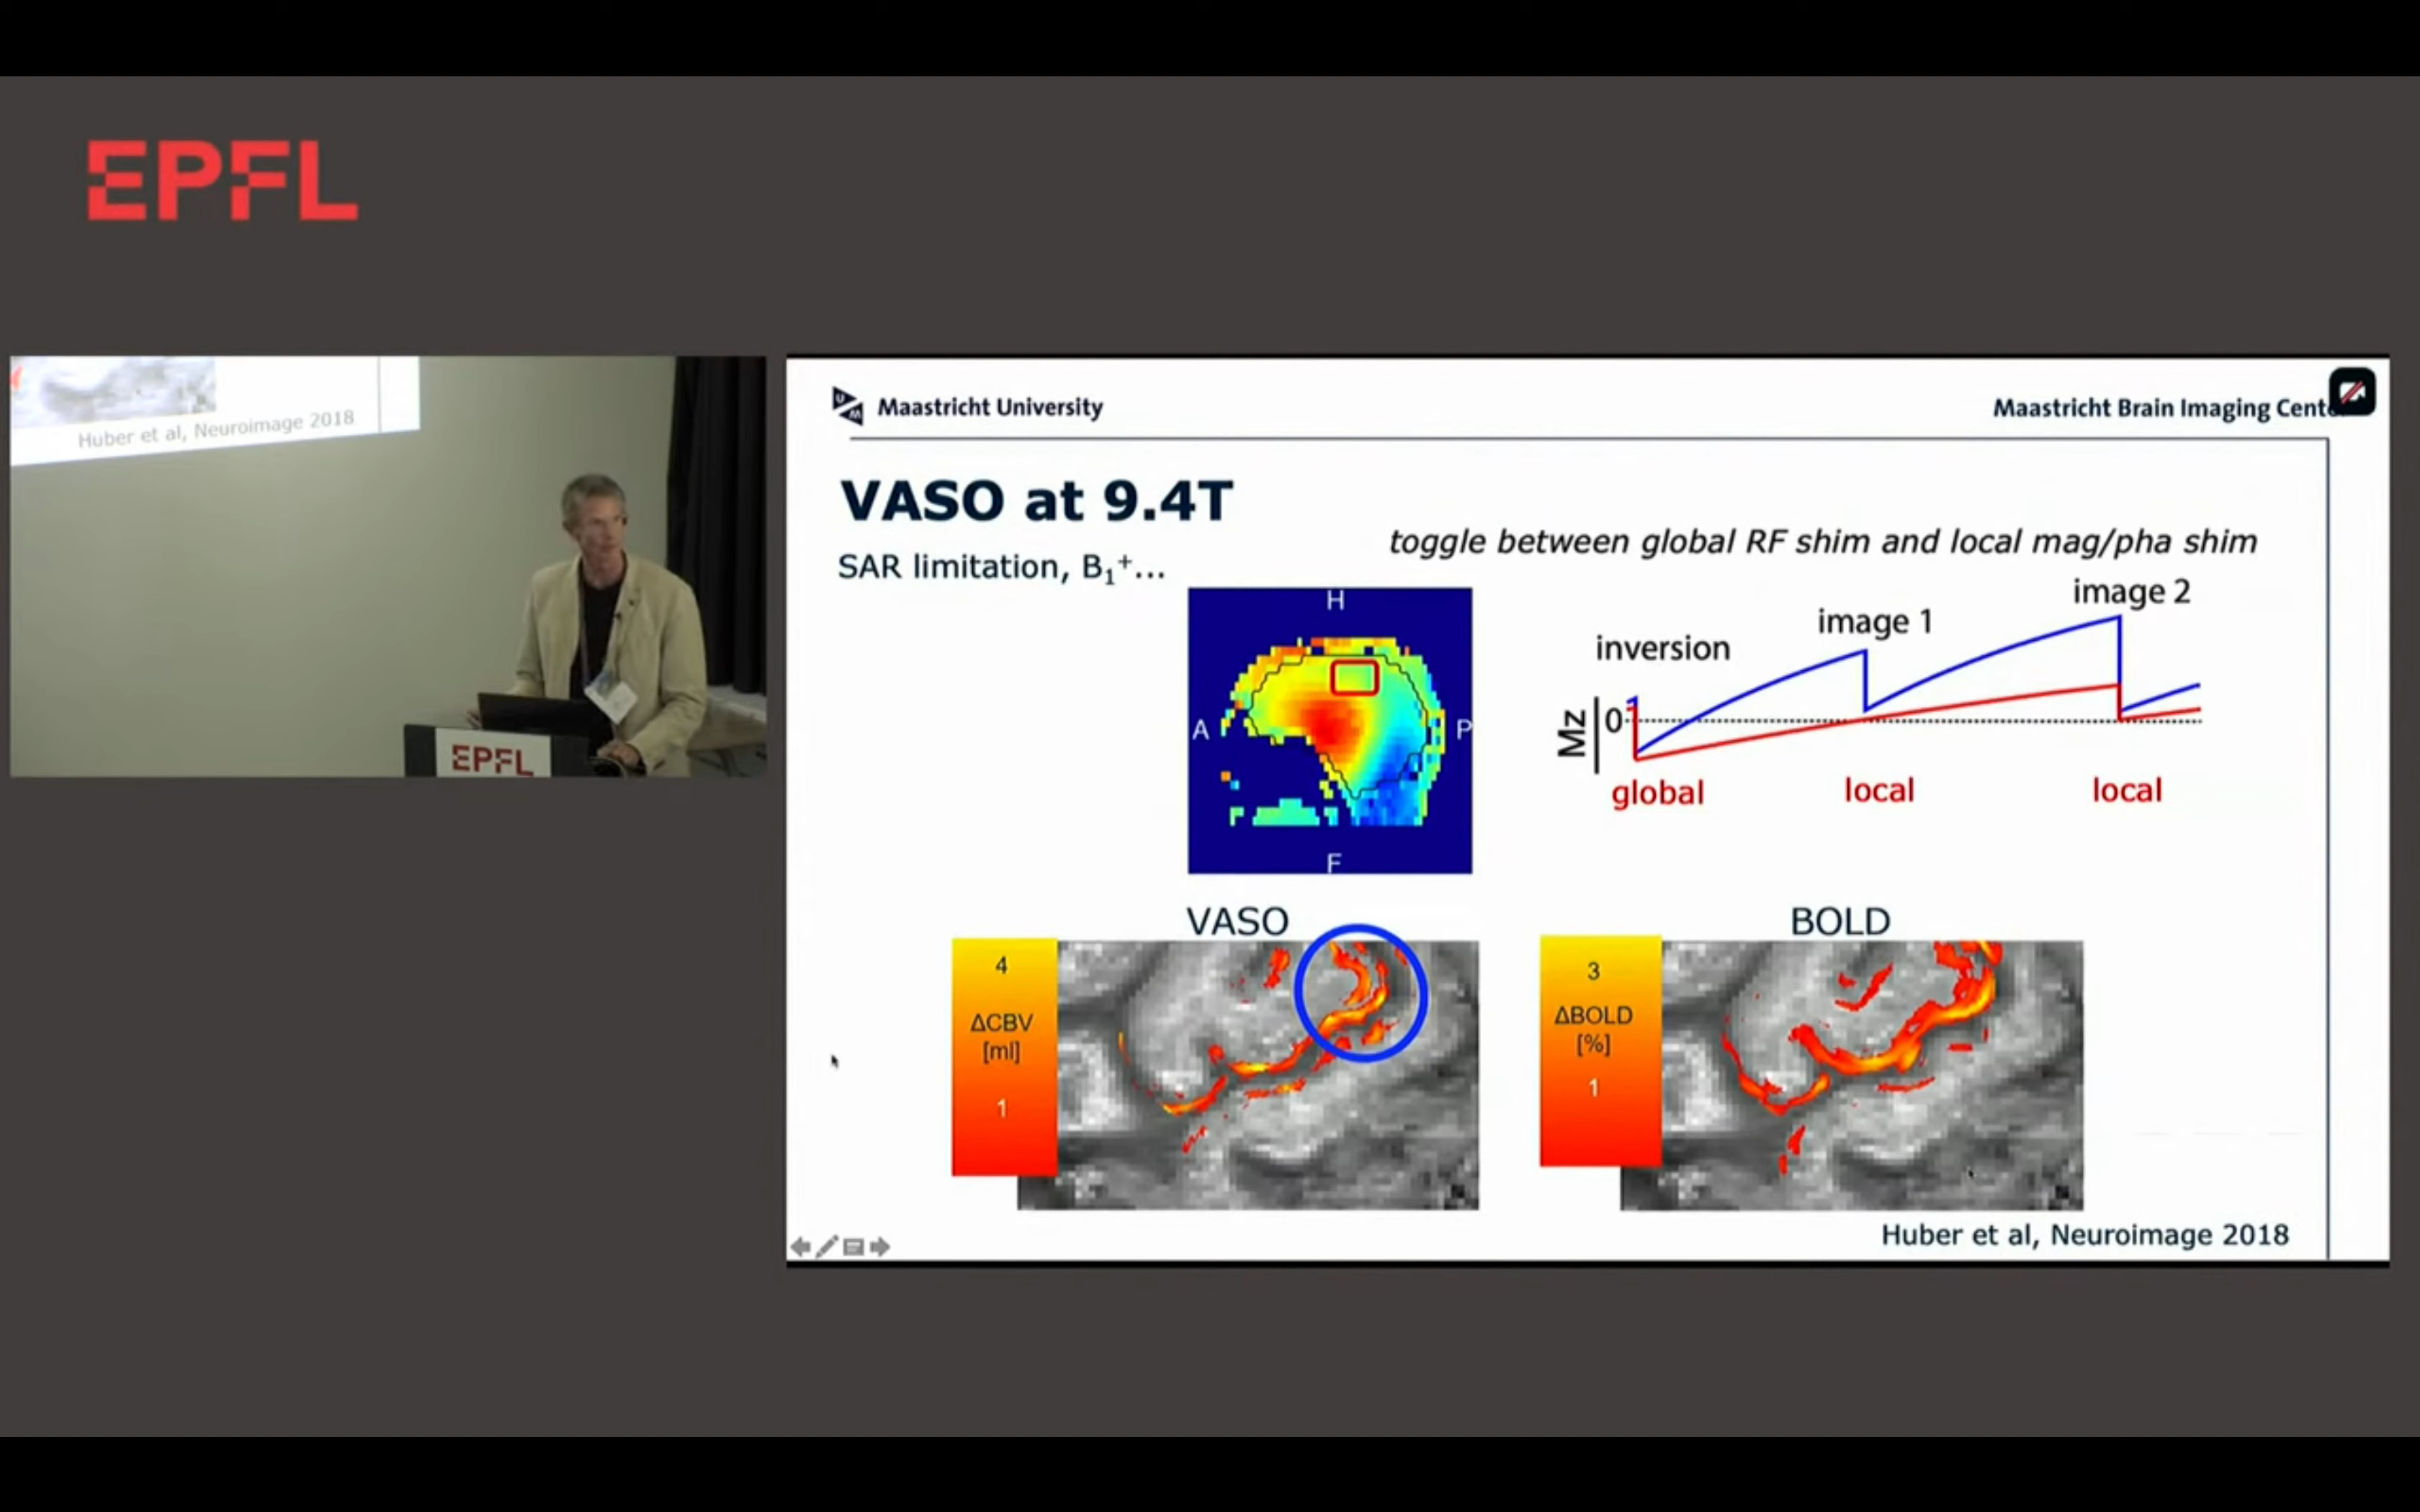 EPFL
Huber et al, Neuroimage 2018
EPFL
Maastricht University
Maastricht Brain Imaging Cent
VASO at 9.4T
SAR limitation, B₁⁺...
toggle between global RF shim and local mag/pha shim
H
A
P
F
inversion
image 1
image 2
Mz
0
1
global
local
local
VASO
4
ΔCBV
[ml]
1
BOLD
3
ΔBOLD
[%]
1
Huber et al, Neuroimage 2018